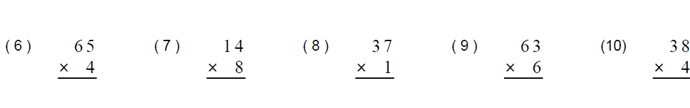 (6) 65 (7) 14 (8) 37 (9) 63 (10) 38
× 4 × 8 × 1 × 6 × 4